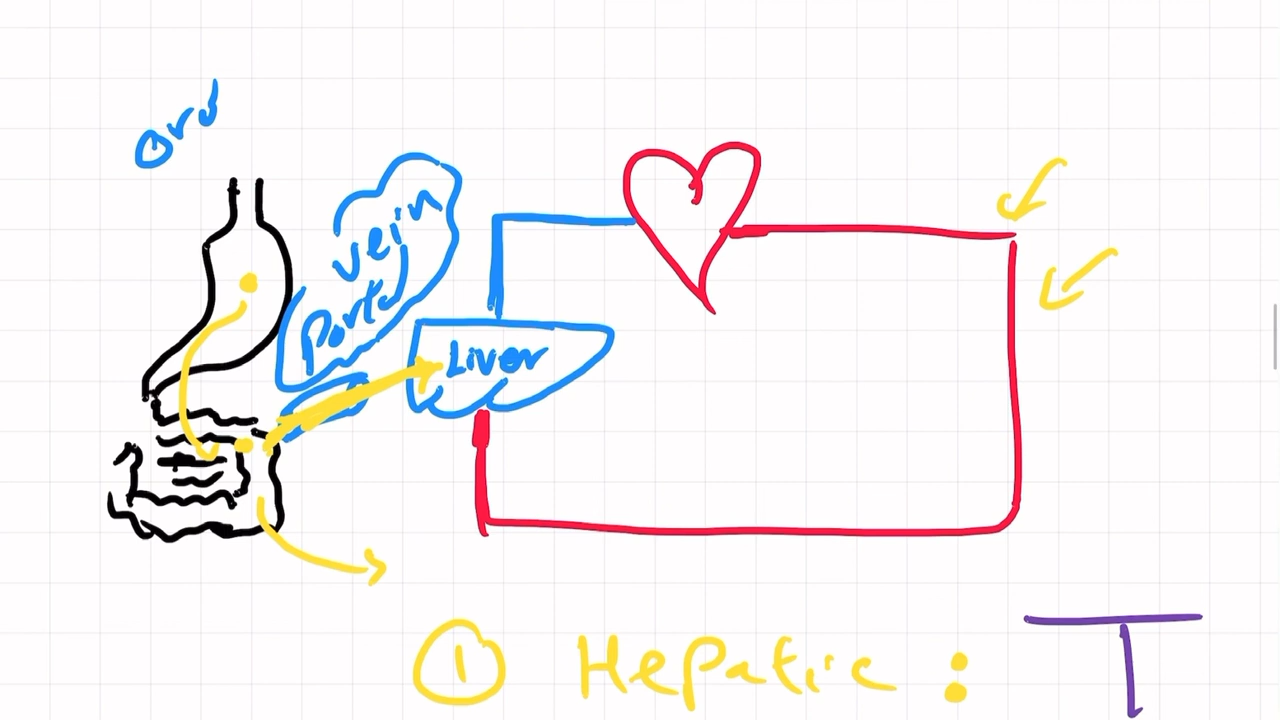 Oral
vein
Portal
Liver
① Hepatic : T